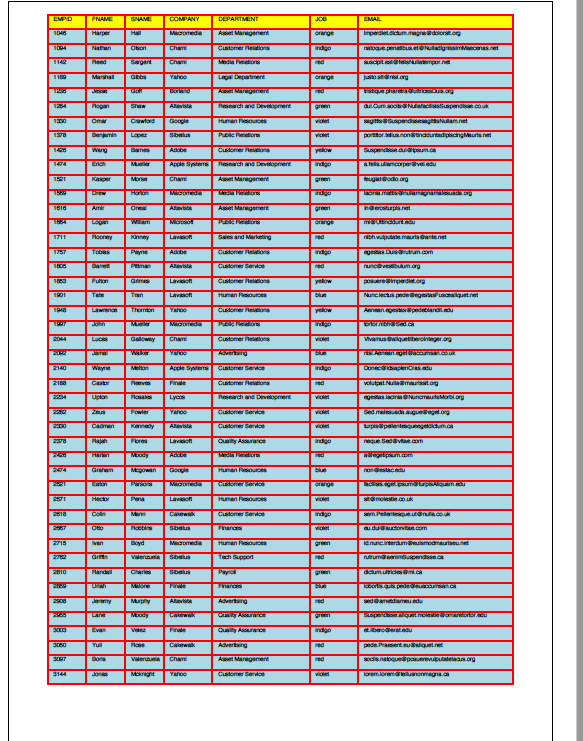 EMPID FNAME SNAME COMPANY DEPARTMENT JOB EMAIL
1046 Harper Hall Macromedia Asset Management orange imperdiet.dictum.magna@dolorsit.org
1094 Nathan Olson Chami Customer Relations indigo natoque.penatibus.et@NulladignissimMaecenas.net
1142 Reed Sargent Chami Media Relations red suscipit.est@felisNullatempor.net
1189 Marshall Gibbs Yahoo Legal Department orange justo.sit@nisl.org
1236 Jesse Goff Borland Asset Management red tristique.pharetra@ultricesDuis.org
1284 Rogan Shaw Altavista Research and Development green dui.Cum.sociis@NullafacilisisSuspendisse.co.uk
1330 Omar Crawford Google Human Resources violet sagittis@SuspendissesagittisNullam.net
1378 Benjamin Lopez Sibelius Public Relations violet porttitor.tellus.non@tinciduntadipiscingMauris.net
1426 Wang Barnes Adobe Customer Relations yellow Suspendisse.dui@ipsum.ca
1474 Erich Mueller Apple Systems Research and Development indigo a.felis.ullamcorper@vel.edu
1521 Kasper Morse Chami Asset Management green feugiat@odio.org
1569 Drew Horton Macromedia Media Relations indigo lacinia.mattis@nullamagnamalesuada.org
1616 Amir Oneal Altavista Asset Management green in@erosturpis.net
1664 Logan William Microsoft Public Relations orange mi@Uttincidunt.edu
1711 Rooney Kinney Lavasoft Sales and Marketing red nibh.vulputate.mauris@ante.net
1757 Tobias Payne Adobe Customer Relations indigo egestas.Duis@rutrum.com
1805 Barrett Pittman Altavista Customer Service red nunc@vestibulum.org
1853 Fulton Grimes Lavasoft Customer Relations yellow posuere@imperdiet.org
1901 Tate Tran Lavasoft Human Resources blue Nunc.lectus.pede@egestasFuscealiquet.net
1948 Lawrence Thornton Yahoo Customer Relations yellow Aenean.egestas@pedeblandit.edu
1997 John Mueller Macromedia Public Relations indigo tortor.nibh@Sed.ca
2044 Lucas Galloway Chami Customer Relations violet Vivamus@aliquetliberoInteger.org
2092 Jamal Walker Yahoo Advertising blue nisi.Aenean.eget@accumsan.co.uk
2140 Wayne Melton Apple Systems Customer Service indigo Donec@idsapienCras.edu
2188 Castor Reeves Finale Customer Relations red volutpat.Nulla@maurissit.org
2234 Upton Rosales Lycos Research and Development violet egestas.lacinia@NuncmaurisMorbi.org
2282 Zeus Fowler Yahoo Customer Service violet Sed.malesuada.augue@eget.org
2330 Cadman Kennedy Altavista Customer Service violet turpis@pellentesqueegetdictum.ca
2378 Rajah Flores Lavasoft Quality Assurance indigo neque.Sed@vitae.com
2426 Harlan Moody Adobe Media Relations red a@egetipsum.com
2474 Graham Mcgowan Google Human Resources blue non@estac.edu
2521 Eaton Parsons Macromedia Customer Service orange facilisis.eget.ipsum@turpisAliquam.edu
2571 Hector Pena Lavasoft Human Resources violet sit@molestie.co.uk
2618 Colin Mann Cakewalk Customer Service indigo sem.Pellentesque.ut@nulla.co.uk
2667 Otto Robbins Sibelius Finances violet eu.dui@auctorvitae.com
2715 Ivan Boyd Macromedia Human Resources green id.nunc.interdum@euismodmauriseu.net
2762 Griffin Valenzuela Sibelius Tech Support red rutrum@aenimSuspendisse.ca
2810 Randall Charles Sibelius Payroll green dictum.ultricies@mi.ca
2859 Uriah Malone Finale Finances blue lobortis.quis.pede@euaccumsan.ca
2908 Jeremy Murphy Altavista Advertising red sed@ametdiameu.edu
2955 Lane Moody Cakewalk Quality Assurance green Suspendisse.aliquet.molestie@ornaretortor.edu
3003 Evan Velez Finale Quality Assurance indigo et.libero@erat.edu
3050 Yuli Rose Cakewalk Advertising red pede.Praesent.eu@aliquet.net
3097 Boris Valenzuela Chami Asset Management red sociis.natoque@posuerevulputatelacus.org
3144 Jonas Mcknight Yahoo Customer Service violet lorem.lorem@tellusnonmagna.ca